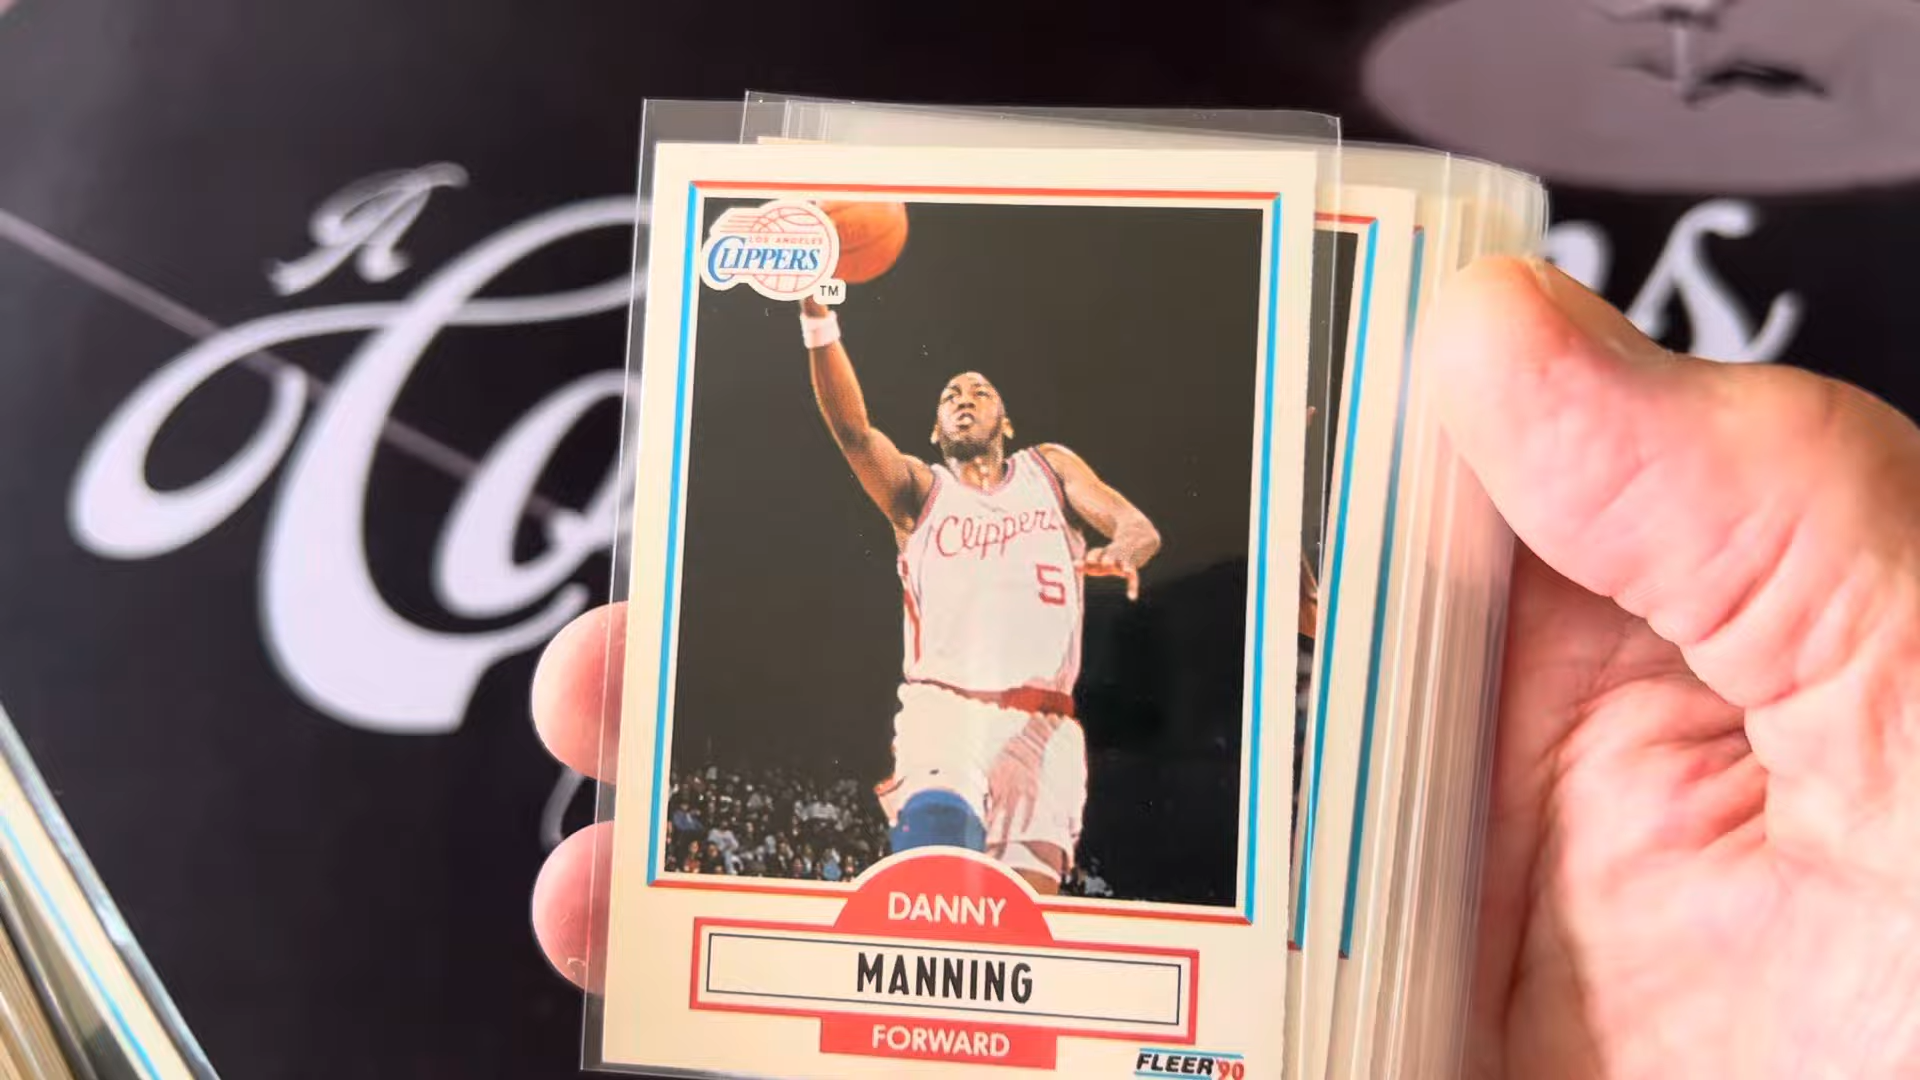 A
LOS ANGELES
CLIPPERS
TM
Clippers
5
DANNY
MANNING
FORWARD
FLEER '90